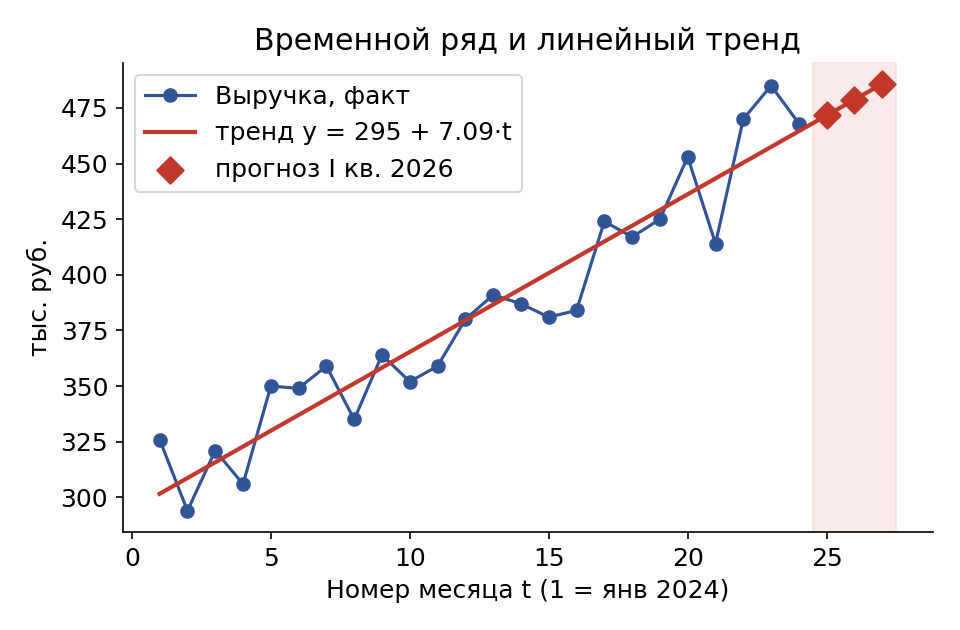 Временной ряд и линейный тренд
Выручка, факт
тренд y = 295 + 7.09·t
прогноз I кв. 2026
тыс. руб.
475
450
425
400
375
350
325
300
0 5 10 15 20 25
Номер месяца t (1 = янв 2024)